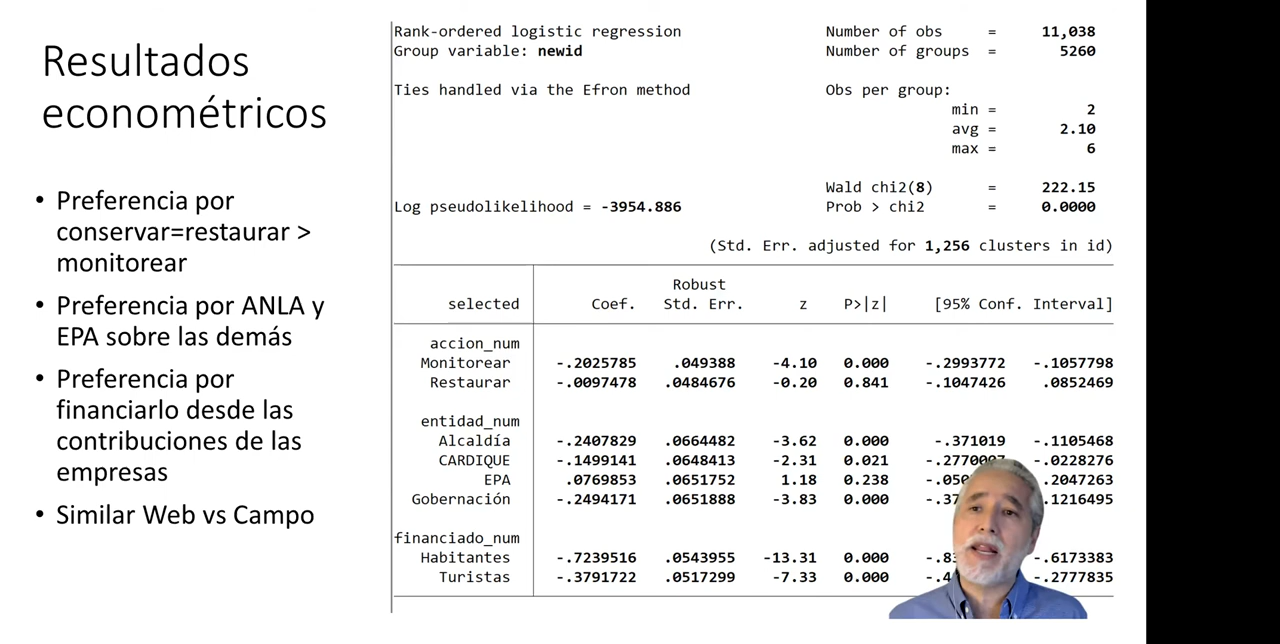 Resultados
econométricos
• Preferencia por
conservar=restaurar >
monitorear
• Preferencia por ANLA y
EPA sobre las demás
• Preferencia por
financiarlo desde las
contribuciones de las
empresas
• Similar Web vs Campo
Rank-ordered logistic regression Number of obs = 11,038
Group variable: newid Number of groups = 5260
Ties handled via the Efron method Obs per group:
min = 2
avg = 2.10
max = 6
Wald chi2(8) = 222.15
Log pseudolikelihood = -3954.886 Prob > chi2 = 0.0000
(Std. Err. adjusted for 1,256 clusters in id)
Robust
selected Coef. Std. Err. z P>|z| [95% Conf. Interval]
accion_num
Monitorear -.2025785 .049388 -4.10 0.000 -.2993772 -.1057798
Restaurar -.0097478 .0484676 -0.20 0.841 -.1047426 .0852469
entidad_num
Alcaldía -.2407829 .0664482 -3.62 0.000 -.371019 -.1105468
CARDIQUE -.1499141 .0648413 -2.31 0.021 -.0228276
EPA .0769853 .0651752 1.18 0.238 .2047263
Gobernación -.2494171 .0651888 -3.83 0.000 .1216495
financiado_num
Habitantes -.7239516 .0543955 -13.31 0.000 .6173383
Turistas -.3791722 .0517299 -7.33 0.000 -.2777835